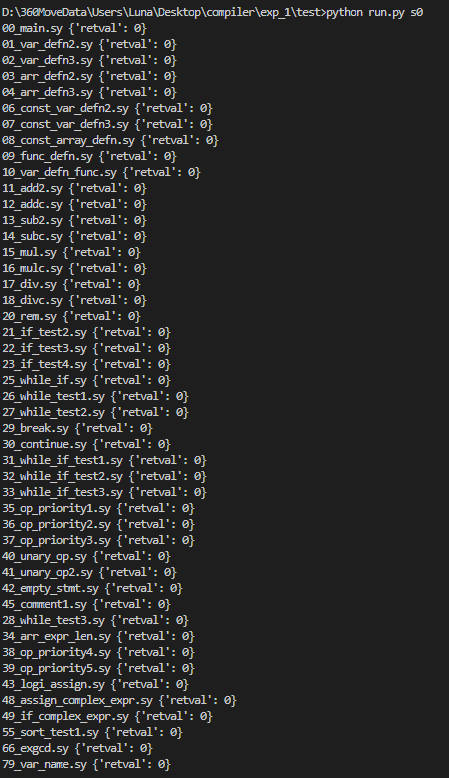 D:\360MoveData\Users\Luna\Desktop\compiler\exp_1\test>python run.py s0
00_main.sy {'retval': 0}
01_var_defn2.sy {'retval': 0}
02_var_defn3.sy {'retval': 0}
03_arr_defn2.sy {'retval': 0}
04_arr_defn3.sy {'retval': 0}
06_const_var_defn2.sy {'retval': 0}
07_const_var_defn3.sy {'retval': 0}
08_const_array_defn.sy {'retval': 0}
09_func_defn.sy {'retval': 0}
10_var_defn_func.sy {'retval': 0}
11_add2.sy {'retval': 0}
12_addc.sy {'retval': 0}
13_sub2.sy {'retval': 0}
14_subc.sy {'retval': 0}
15_mul.sy {'retval': 0}
16_mulc.sy {'retval': 0}
17_div.sy {'retval': 0}
18_divc.sy {'retval': 0}
20_rem.sy {'retval': 0}
21_if_test2.sy {'retval': 0}
22_if_test3.sy {'retval': 0}
23_if_test4.sy {'retval': 0}
25_while_if.sy {'retval': 0}
26_while_test1.sy {'retval': 0}
27_while_test2.sy {'retval': 0}
29_break.sy {'retval': 0}
30_continue.sy {'retval': 0}
31_while_if_test1.sy {'retval': 0}
32_while_if_test2.sy {'retval': 0}
33_while_if_test3.sy {'retval': 0}
35_op_priority1.sy {'retval': 0}
36_op_priority2.sy {'retval': 0}
37_op_priority3.sy {'retval': 0}
40_unary_op.sy {'retval': 0}
41_unary_op2.sy {'retval': 0}
42_empty_stmt.sy {'retval': 0}
45_comment1.sy {'retval': 0}
28_while_test3.sy {'retval': 0}
34_arr_expr_len.sy {'retval': 0}
38_op_priority4.sy {'retval': 0}
39_op_priority5.sy {'retval': 0}
43_logi_assign.sy {'retval': 0}
48_assign_complex_expr.sy {'retval': 0}
49_if_complex_expr.sy {'retval': 0}
55_sort_test1.sy {'retval': 0}
66_exgcd.sy {'retval': 0}
79_var_name.sy {'retval': 0}